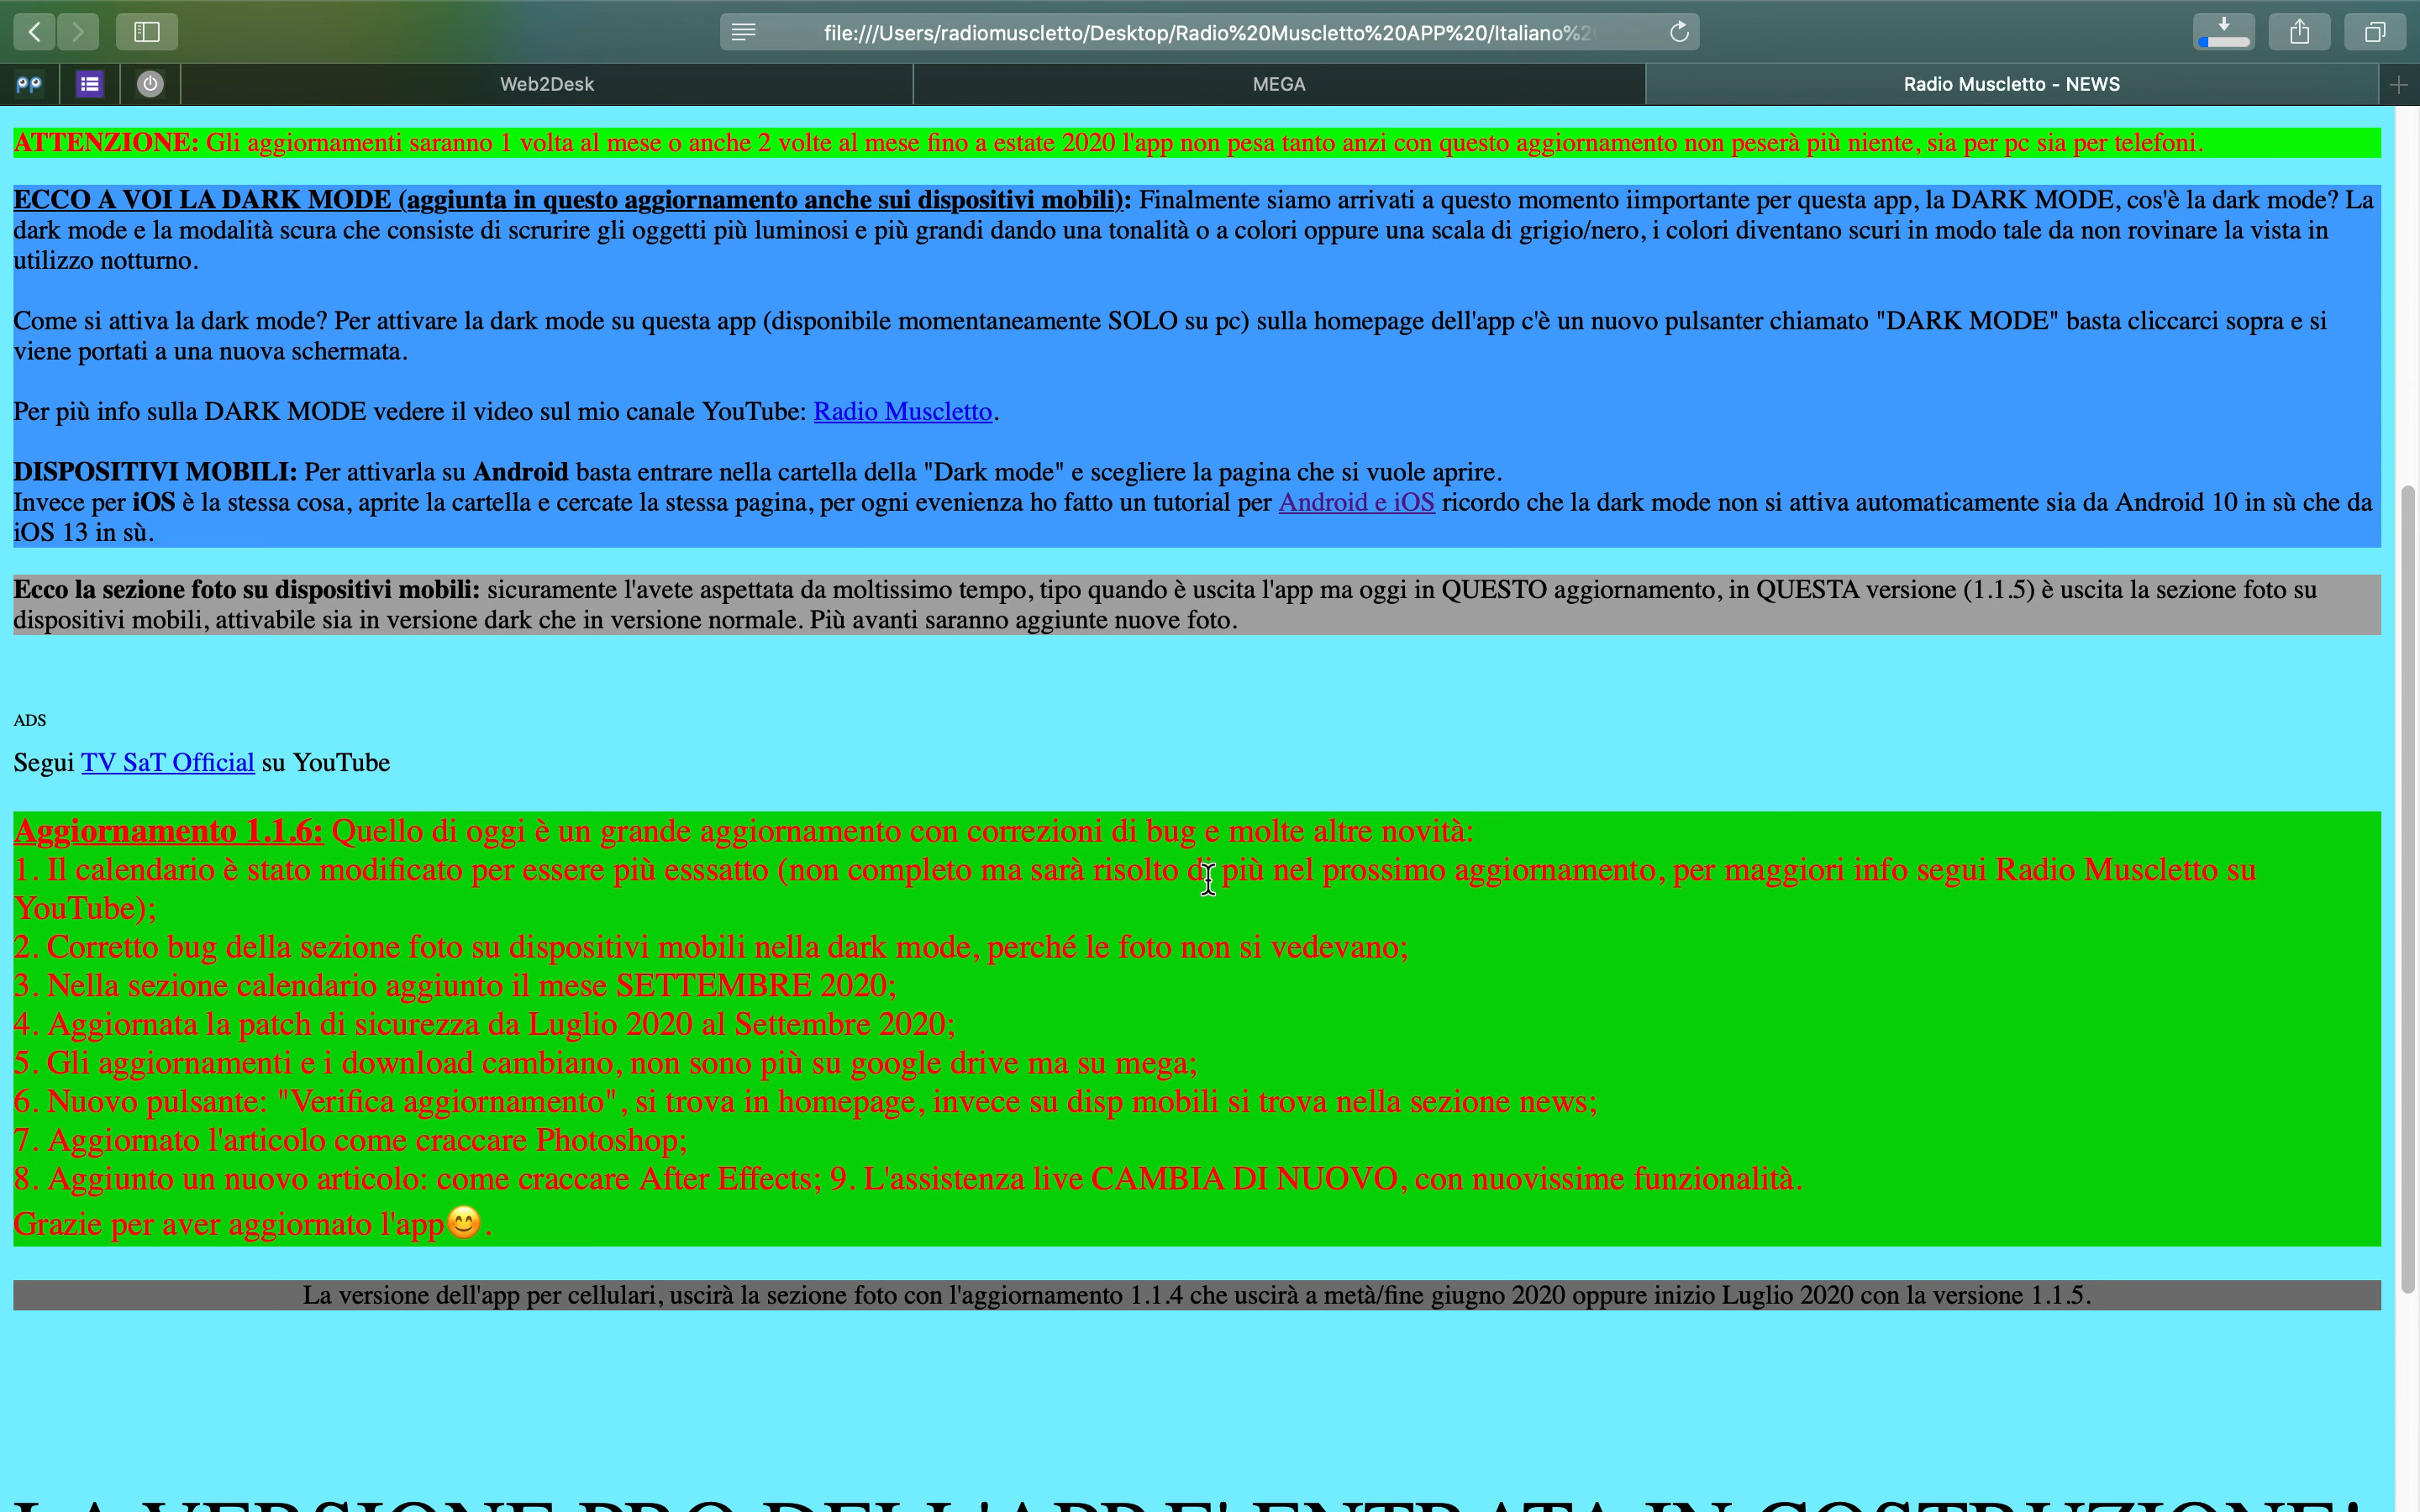 file:///Users/radiomuscletto/Desktop/Radio%20Muscletto%20APP%20/Italiano%2
Web2Desk
MEGA
Radio Muscletto - NEWS
ATTENZIONE: Gli aggiornamenti saranno 1 volta al mese o anche 2 volte al mese fino a estate 2020 l'app non pesa tanto anzi con questo aggiornamento non peserà più niente, sia per pc sia per telefoni.
ECCO A VOI LA DARK MODE (aggiunta in questo aggiornamento anche sui dispositivi mobili): Finalmente siamo arrivati a questo momento iimportante per questa app, la DARK MODE, cos'è la dark mode? La
dark mode e la modalità scura che consiste di scrurire gli oggetti più luminosi e più grandi dando una tonalità o a colori oppure una scala di grigio/nero, i colori diventano scuri in modo tale da non rovinare la vista in
utilizzo notturno.
Come si attiva la dark mode? Per attivare la dark mode su questa app (disponibile momentaneamente SOLO su pc) sulla homepage dell'app c'è un nuovo pulsanter chiamato "DARK MODE" basta cliccarci sopra e si
viene portati a una nuova schermata.
Per più info sulla DARK MODE vedere il video sul mio canale YouTube: Radio Muscletto.
DISPOSITIVI MOBILI: Per attivarla su Android basta entrare nella cartella della "Dark mode" e scegliere la pagina che si vuole aprire.
Invece per iOS è la stessa cosa, aprite la cartella e cercate la stessa pagina, per ogni evenienza ho fatto un tutorial per Android e iOS ricordo che la dark mode non si attiva automaticamente sia da Android 10 in sù che da
iOS 13 in sù.
Ecco la sezione foto su dispositivi mobili: sicuramente l'avete aspettata da moltissimo tempo, tipo quando è uscita l'app ma oggi in QUESTO aggiornamento, in QUESTA versione (1.1.5) è uscita la sezione foto su
dispositivi mobili, attivabile sia in versione dark che in versione normale. Più avanti saranno aggiunte nuove foto.
ADS
Segui TV SaT Official su YouTube
Aggiornamento 1.1.6: Quello di oggi è un grande aggiornamento con correzioni di bug e molte altre novità:
1. Il calendario è stato modificato per essere più esssatto (non completo ma sarà risolto di più nel prossimo aggiornamento, per maggiori info segui Radio Muscletto su
YouTube);
2. Corretto bug della sezione foto su dispositivi mobili nella dark mode, perché le foto non si vedevano;
3. Nella sezione calendario aggiunto il mese SETTEMBRE 2020;
4. Aggiornata la patch di sicurezza da Luglio 2020 al Settembre 2020;
5. Gli aggiornamenti e i download cambiano, non sono più su google drive ma su mega;
6. Nuovo pulsante: "Verifica aggiornamento", si trova in homepage, invece su disp mobili si trova nella sezione news;
7. Aggiornato l'articolo come craccare Photoshop;
8. Aggiunto un nuovo articolo: come craccare After Effects; 9. L'assistenza live CAMBIA DI NUOVO, con nuovissime funzionalità.
Grazie per aver aggiornato l'app😊.
La versione dell'app per cellulari, uscirà la sezione foto con l'aggiornamento 1.1.4 che uscirà a metà/fine giugno 2020 oppure inizio Luglio 2020 con la versione 1.1.5.
LA VERSIONE PRO DELL'APP E' ENTRATA IN COSTRUZIONE!